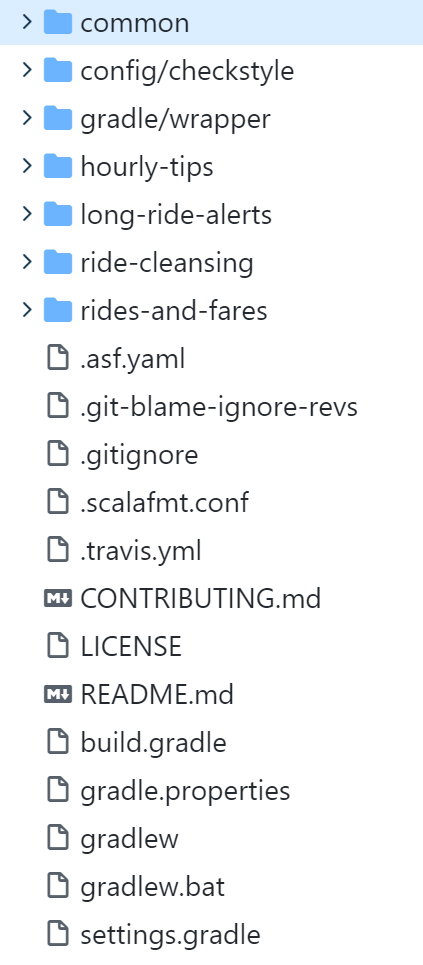 common
config/checkstyle
gradle/wrapper
hourly-tips
long-ride-alerts
ride-cleansing
rides-and-fares
.asf.yaml
.git-blame-ignore-revs
.gitignore
.scalafmt.conf
.travis.yml
CONTRIBUTING.md
LICENSE
README.md
build.gradle
gradle.properties
gradlew
gradlew.bat
settings.gradle